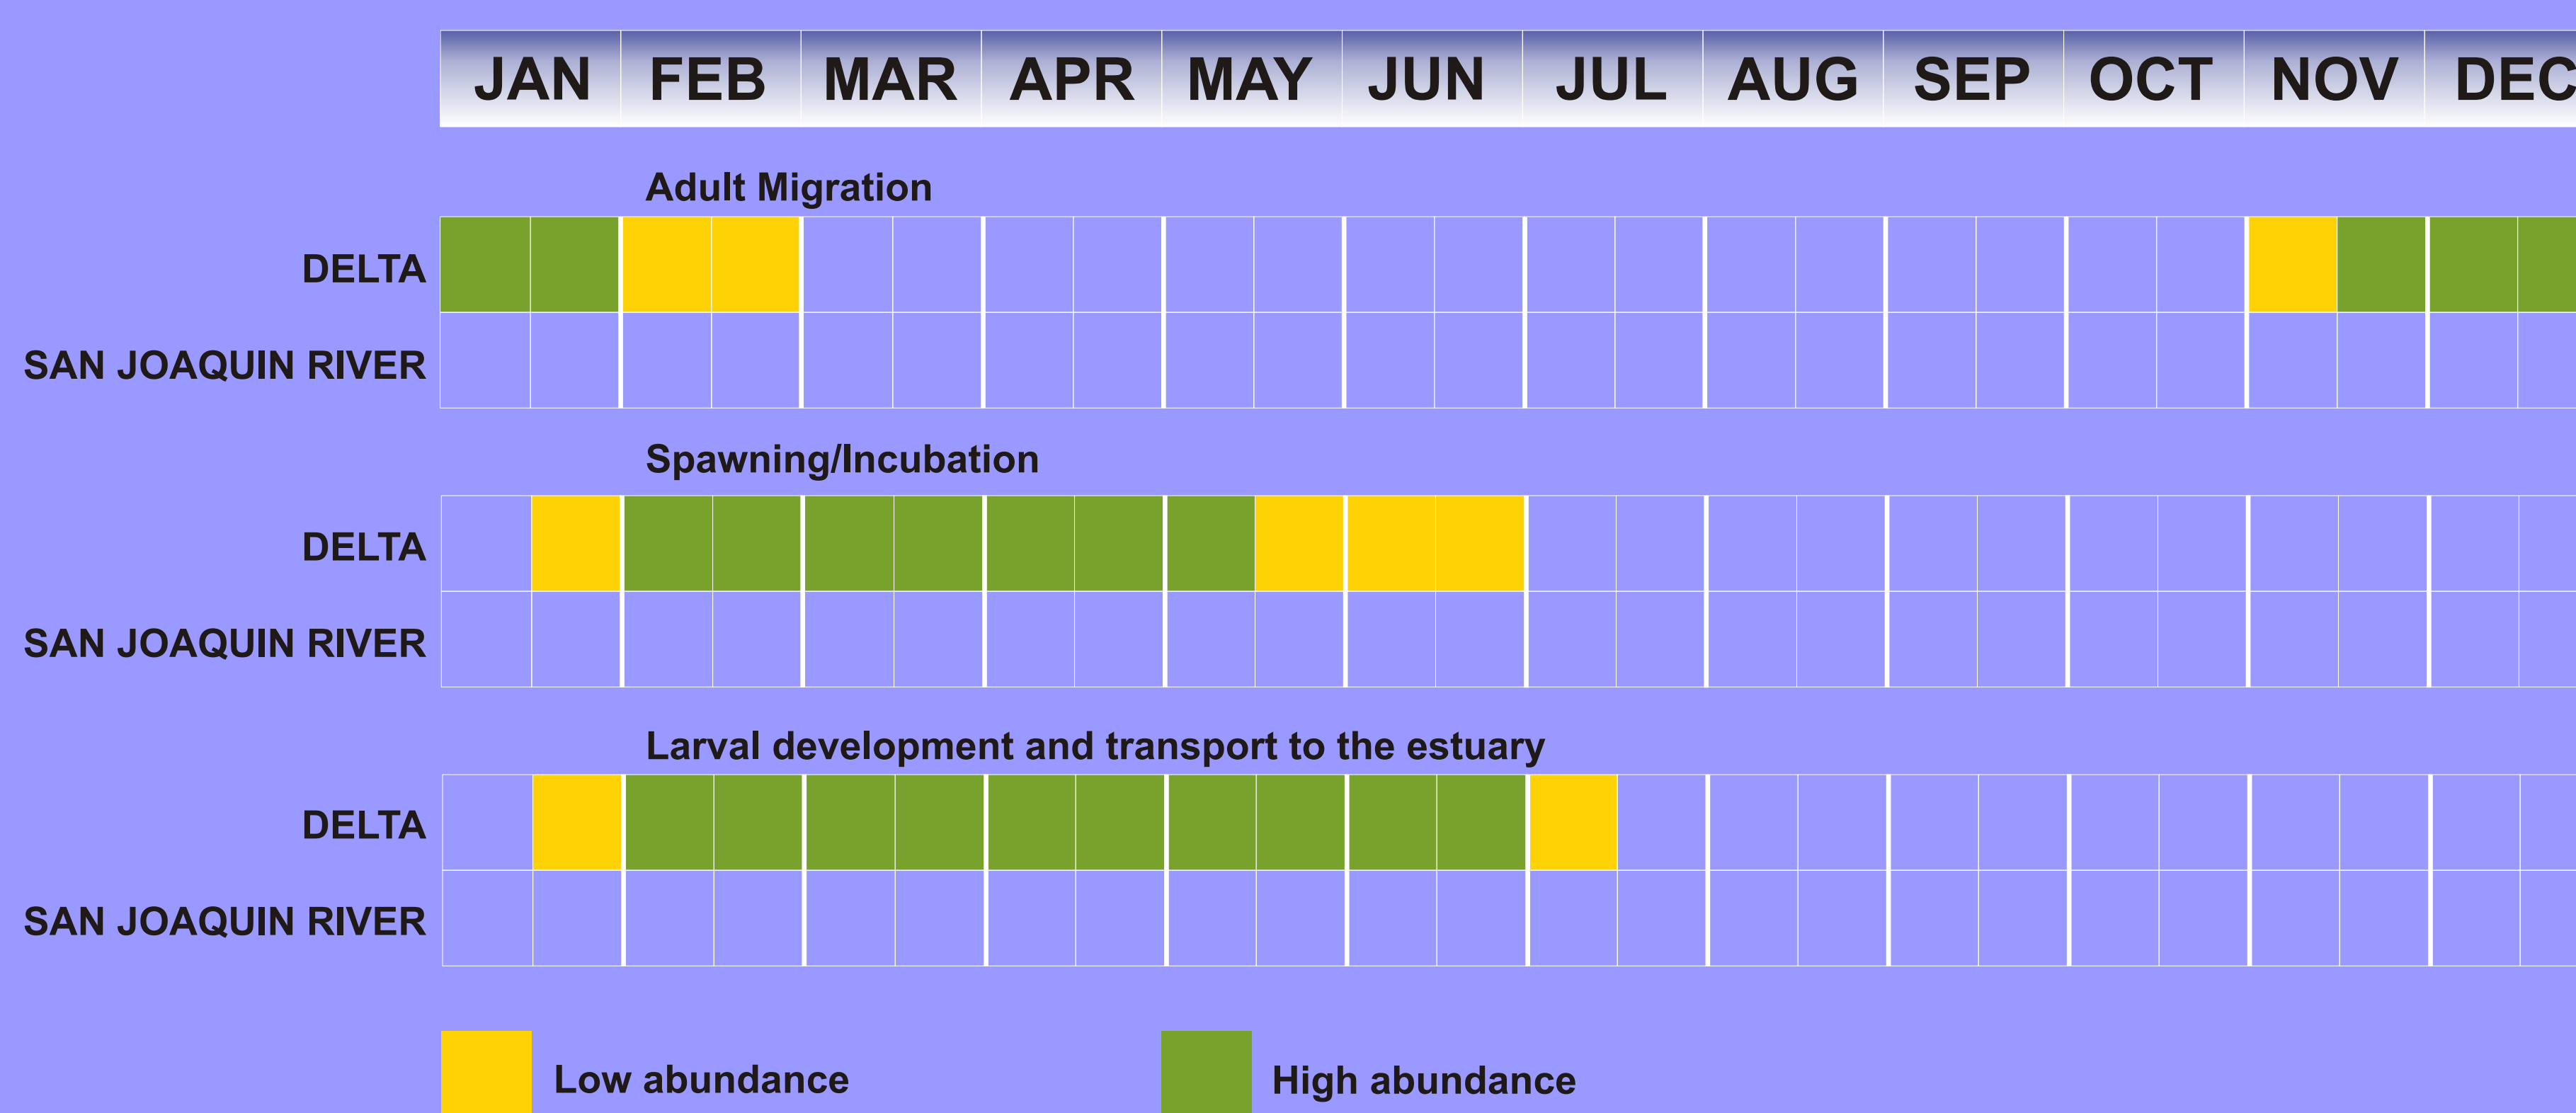 JAN FEB MAR APR MAY JUN JUL AUG SEP OCT NOV DEC
Adult Migration
DELTA
SAN JOAQUIN RIVER
Spawning/Incubation
DELTA
SAN JOAQUIN RIVER
Larval development and transport to the estuary
DELTA
SAN JOAQUIN RIVER
Low abundance High abundance